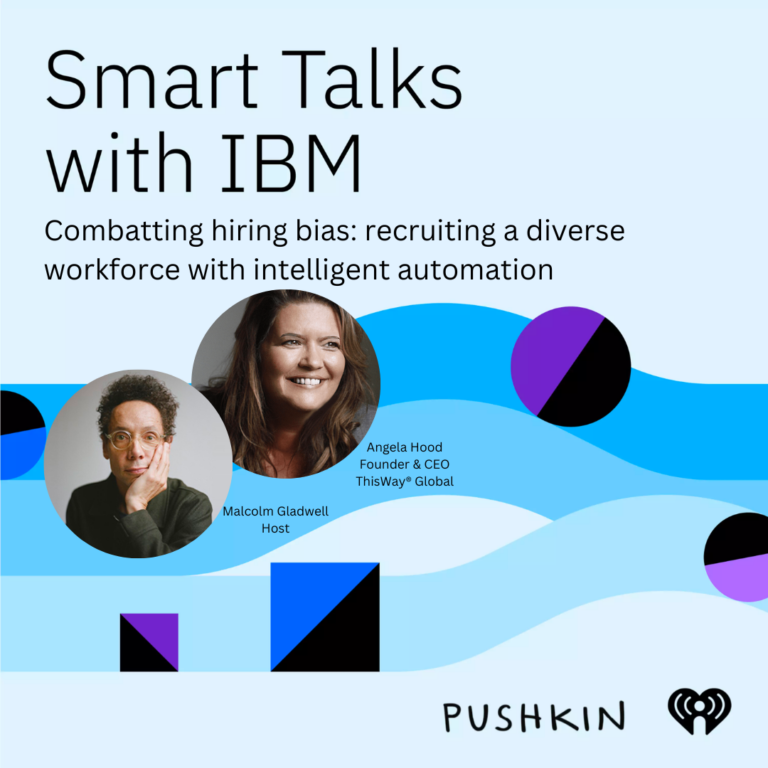 Smart Talks
with IBM
Combatting hiring bias: recruiting a diverse
workforce with intelligent automation
Angela Hood
Founder & CEO
ThisWay® Global
Malcolm Gladwell
Host
PUSHKIN